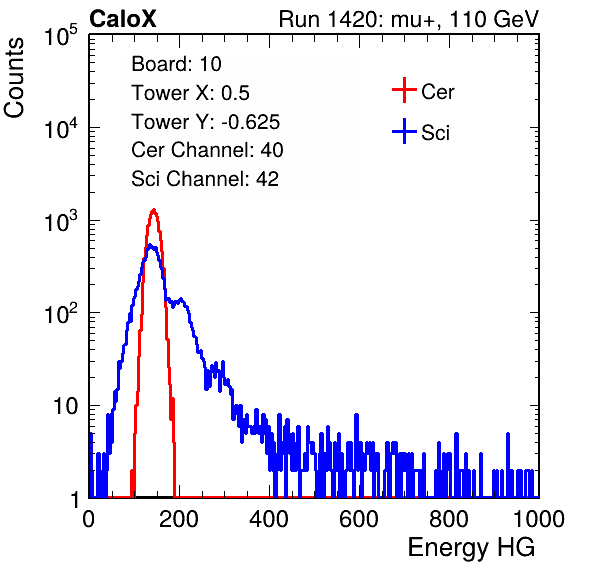 CaloX Run 1420: mu+, 110 GeV
Counts
Board: 10
Tower X: 0.5
Tower Y: -0.625
Cer Channel: 40
Sci Channel: 42
Cer
Sci
10^5
10^4
10^3
10^2
10
1
0 200 400 600 800 1000
Energy HG